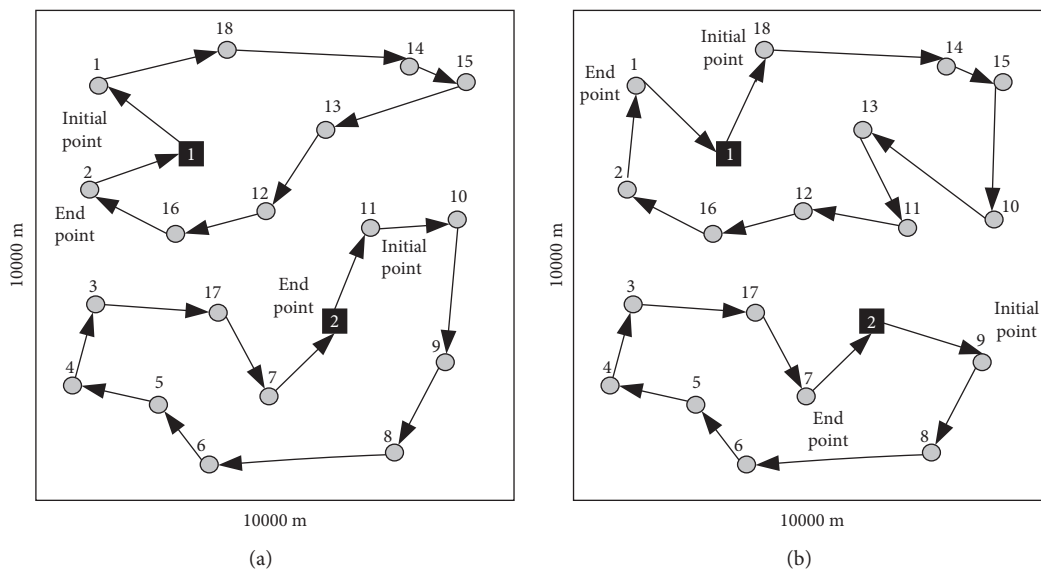 18
14
15
1
13
Initial
point
1
2
12
10
End
point
16
11
Initial
point
10000 m
End
point
3
17
2
9
4
5
7
8
6
10000 m
(a)
Initial
point
18
14
15
End
point
1
13
1
2
12
10
16
11
10000 m
3
17
2
Initial
point
9
4
5
7
End
point
8
6
10000 m
(b)